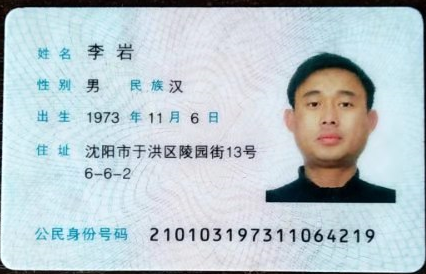 姓名 李岩
性别 男 民族 汉
出生 1973 年 11 月 6 日
住址 沈阳市于洪区陵园街13号
6-6-2
公民身份号码 210103197311064219